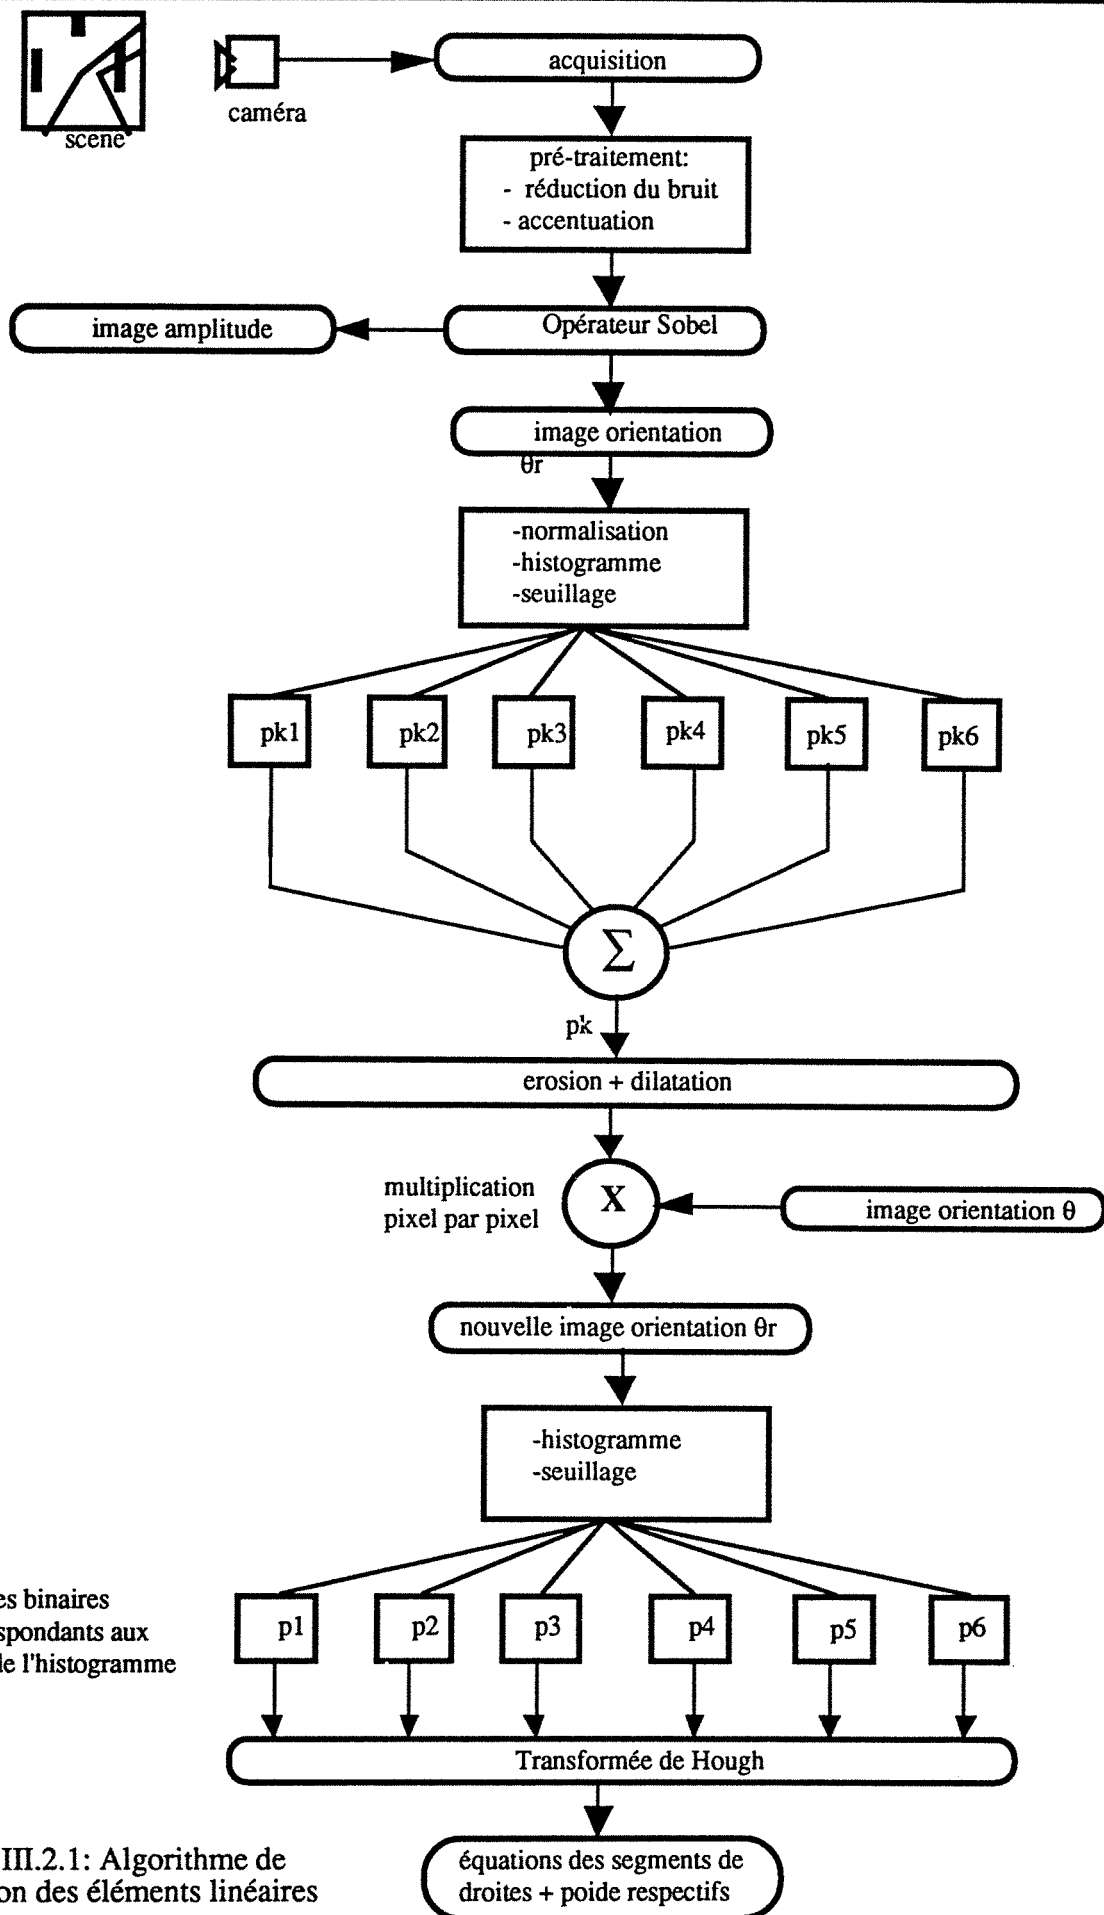 acquisition
caméra
scene
pré-traitement:
- réduction du bruit
- accentuation
image amplitude
Opérateur Sobel
image orientation
θr
-normalisation
-histogramme
-seuillage
pk1 pk2 pk3 pk4 pk5 pk6
Σ
pk
erosion + dilatation
multiplication
pixel par pixel
X
image orientation θ
nouvelle image orientation θr
-histogramme
-seuillage
es binaires
spondants aux
le l'histogramme
p1 p2 p3 p4 p5 p6
Transformée de Hough
III.2.1: Algorithme de
on des éléments linéaires
équations des segments de
droites + poide respectifs